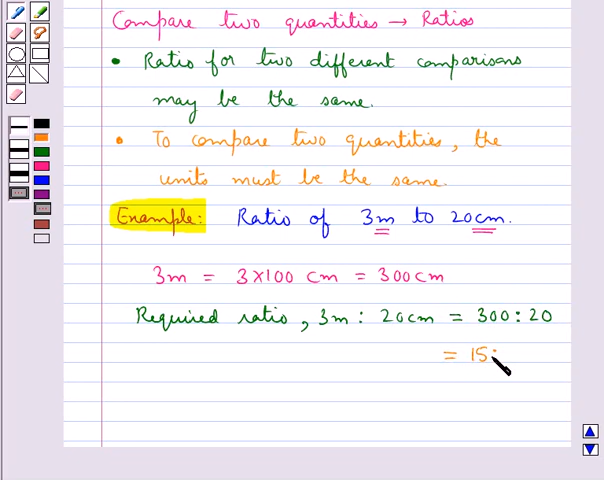 Compare two quantities → Ratios
• Ratio for two different comparisons
may be the same.
• To compare two quantities, the
units must be the same.
Example: Ratio of 3m to 20cm.
3m = 3×100 cm = 300cm
Required ratio, 3m : 20cm = 300:20
= 15: